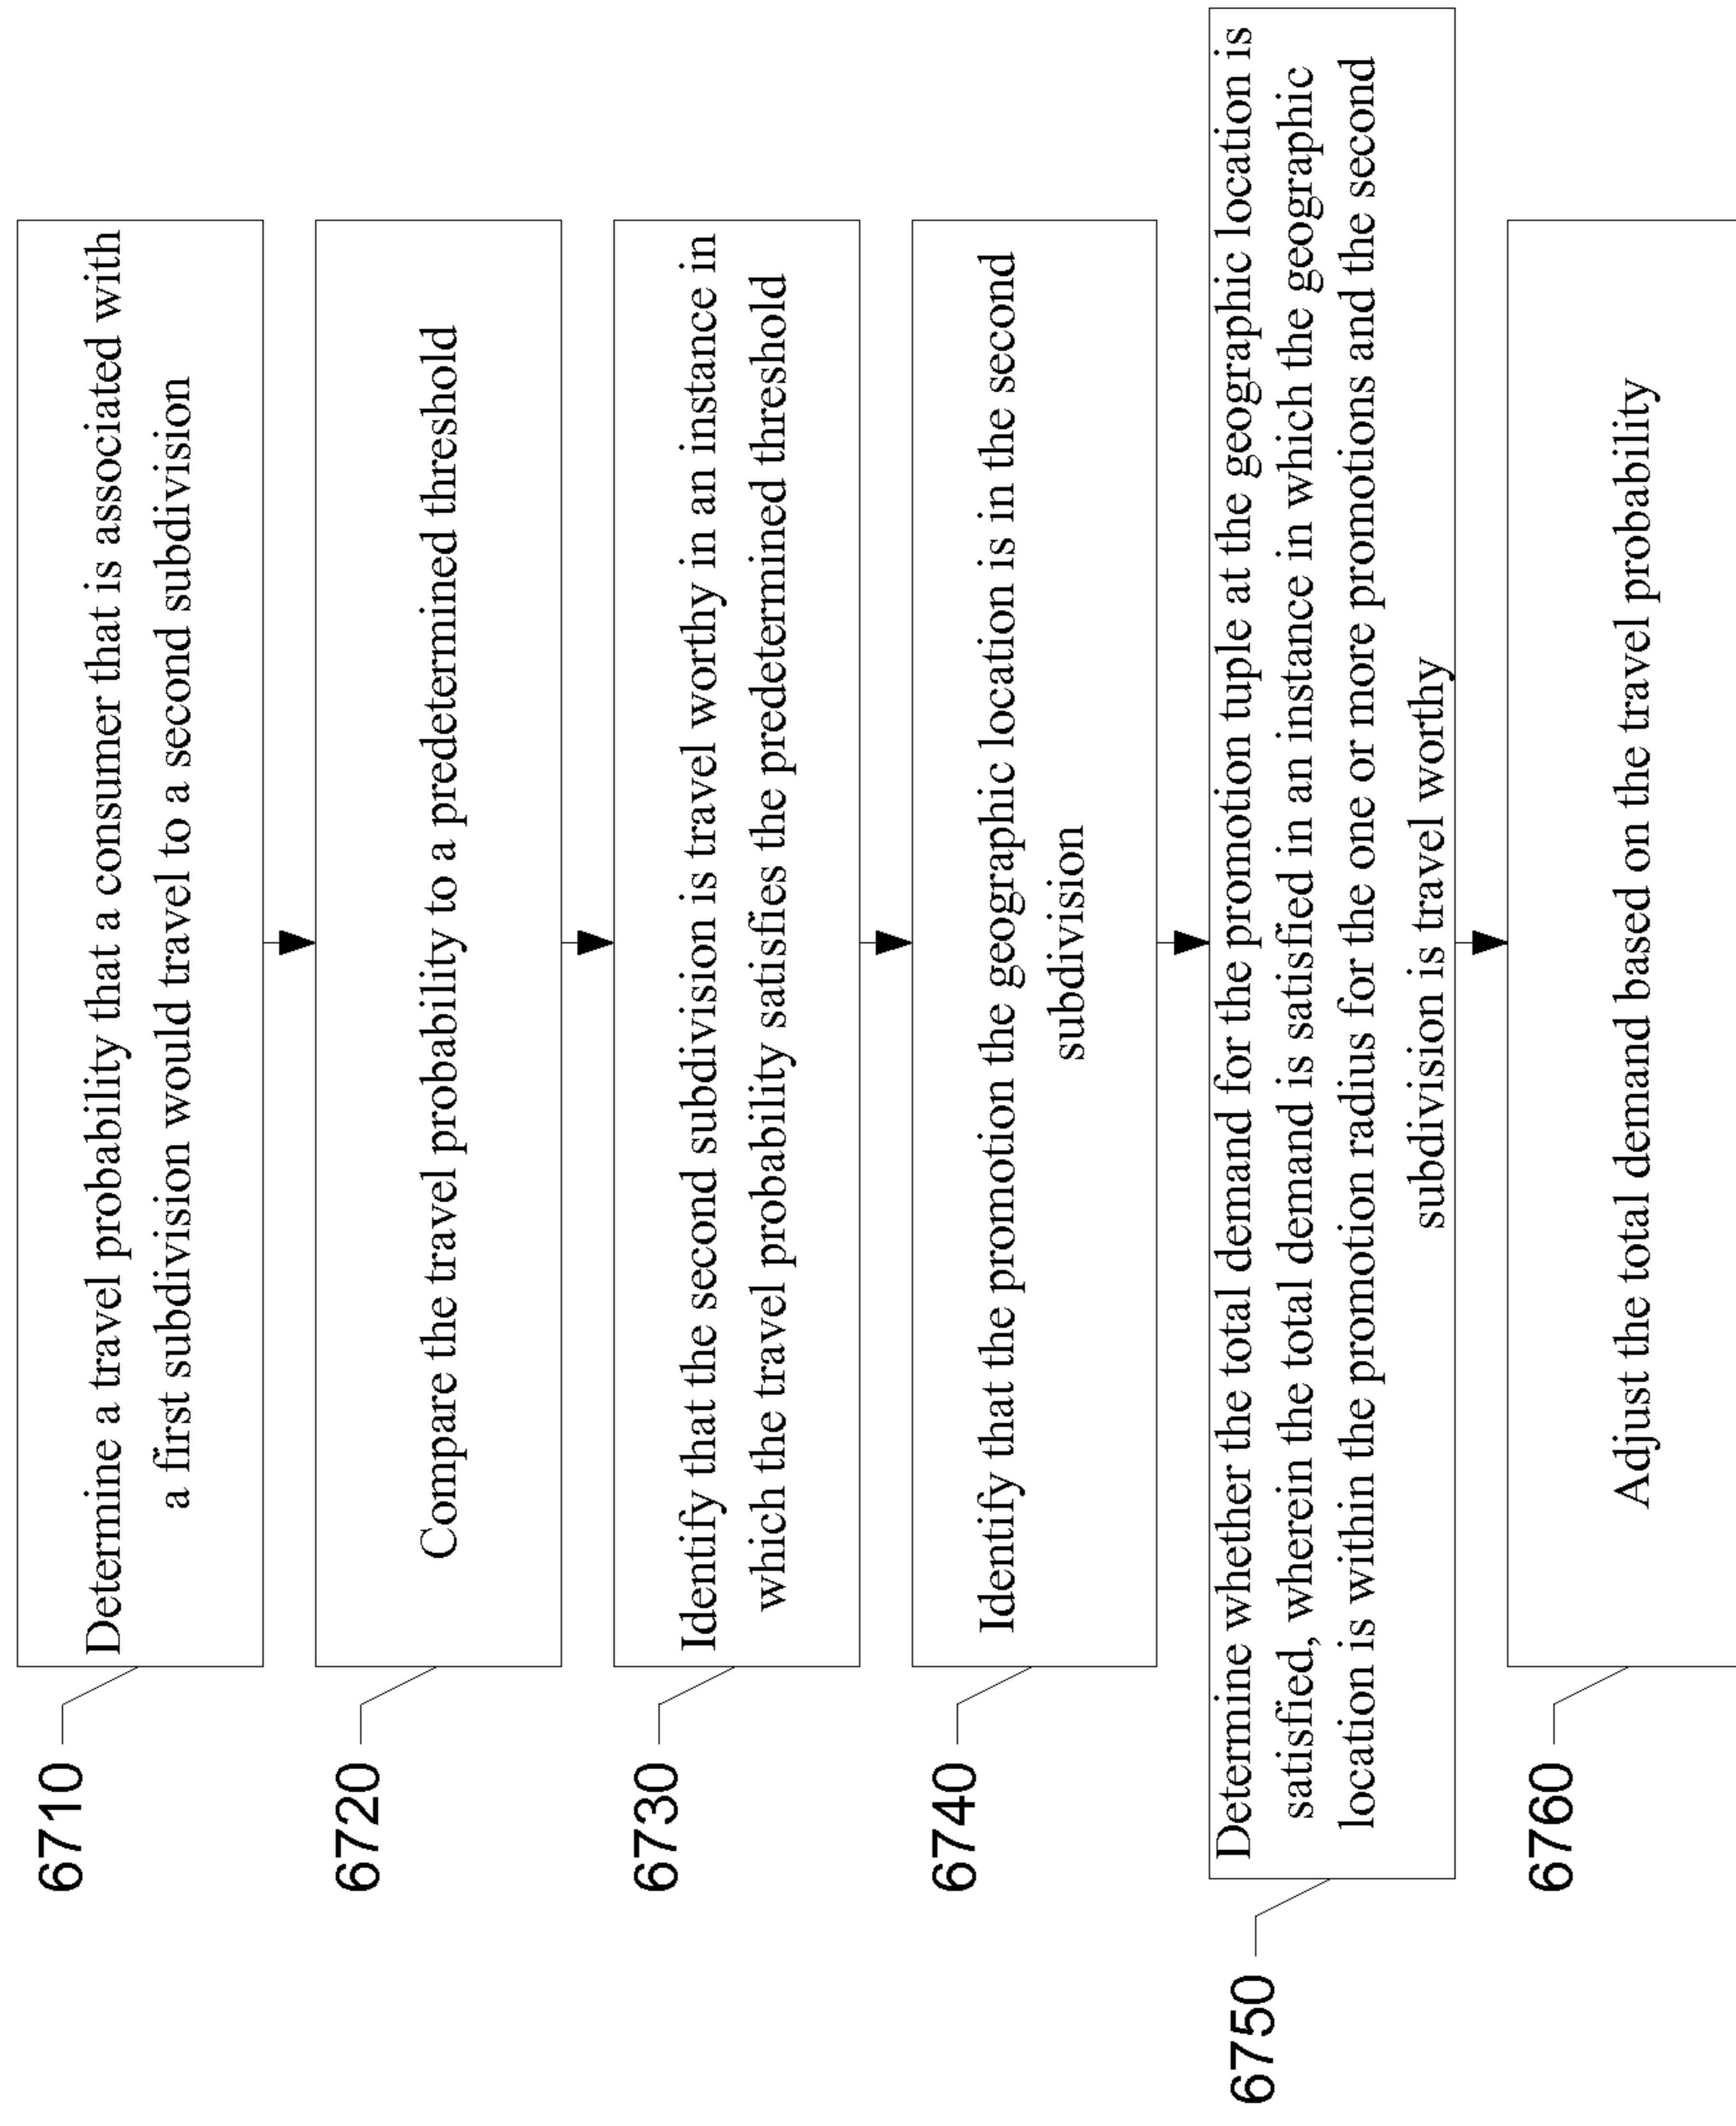 6710
Determine a travel probability that a consumer that is associated with
a first subdivision would travel to a second subdivision
6720
Compare the travel probability to a predetermined threshold
6730
Identify that the second subdivision is travel worthy in an instance in
which the travel probability satisfies the predetermined threshold
6740
Identify that the promotion the geographic location is in the second
subdivision
6750
Determine whether the total demand for the promotion tuple at the geographic location is
satisfied, wherein the total demand is satisfied in an instance in which the geographic
location is within the promotion radius for the one or more promotions and the second
subdivision is travel worthy
6760
Adjust the total demand based on the travel probability